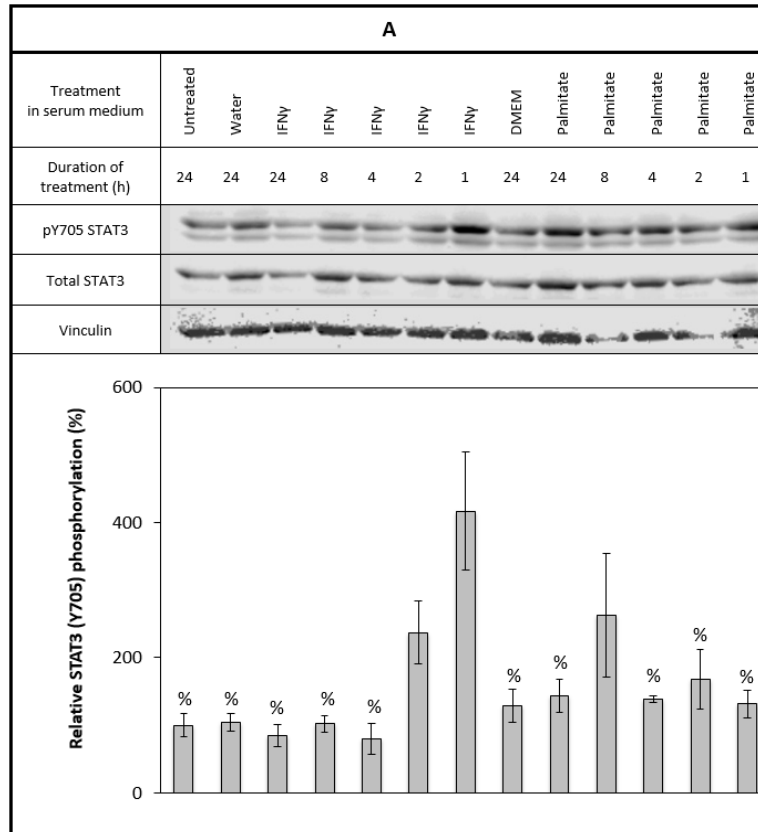 A
Treatment
in serum medium
Untreated
Water
IFNγ
IFNγ
IFNγ
IFNγ
IFNγ
DMEM
Palmitate
Palmitate
Palmitate
Palmitate
Palmitate
Duration of
treatment (h)
24 24 24 8 4 2 1 24 24 8 4 2 1
pY705 STAT3
Total STAT3
Vinculin
Relative STAT3 (Y705) phosphorylation (%)
600
400
200
0
% % % % % % % % % %